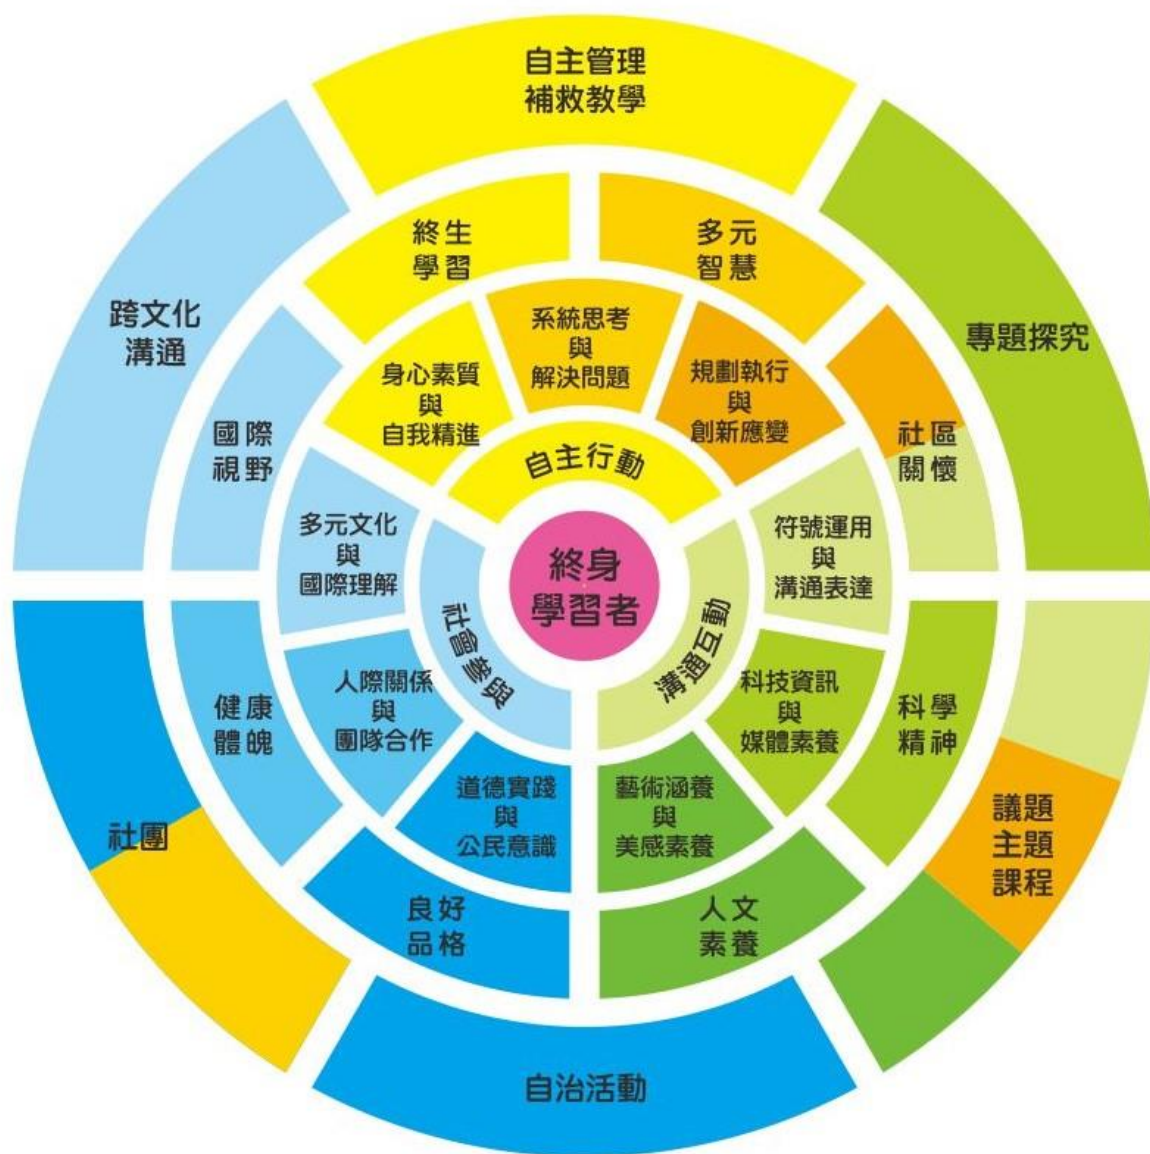 自主管理
補救教學
專題探究
議題
主題
課程
自治活動
社團
跨文化
溝通
終生
學習
多元
智慧
社區
關懷
科學
精神
人文
素養
良好
品格
健康
體魄
國際
視野
身心素質
與
自我精進
系統思考
與
解決問題
規劃執行
與
創新應變
符號運用
與
溝通表達
科技資訊
與
媒體素養
藝術涵養
與
美感素養
道德實踐
與
公民意識
人際關係
與
團隊合作
多元文化
與
國際理解
自主行動
溝通互動
社會參與
終身
學習者